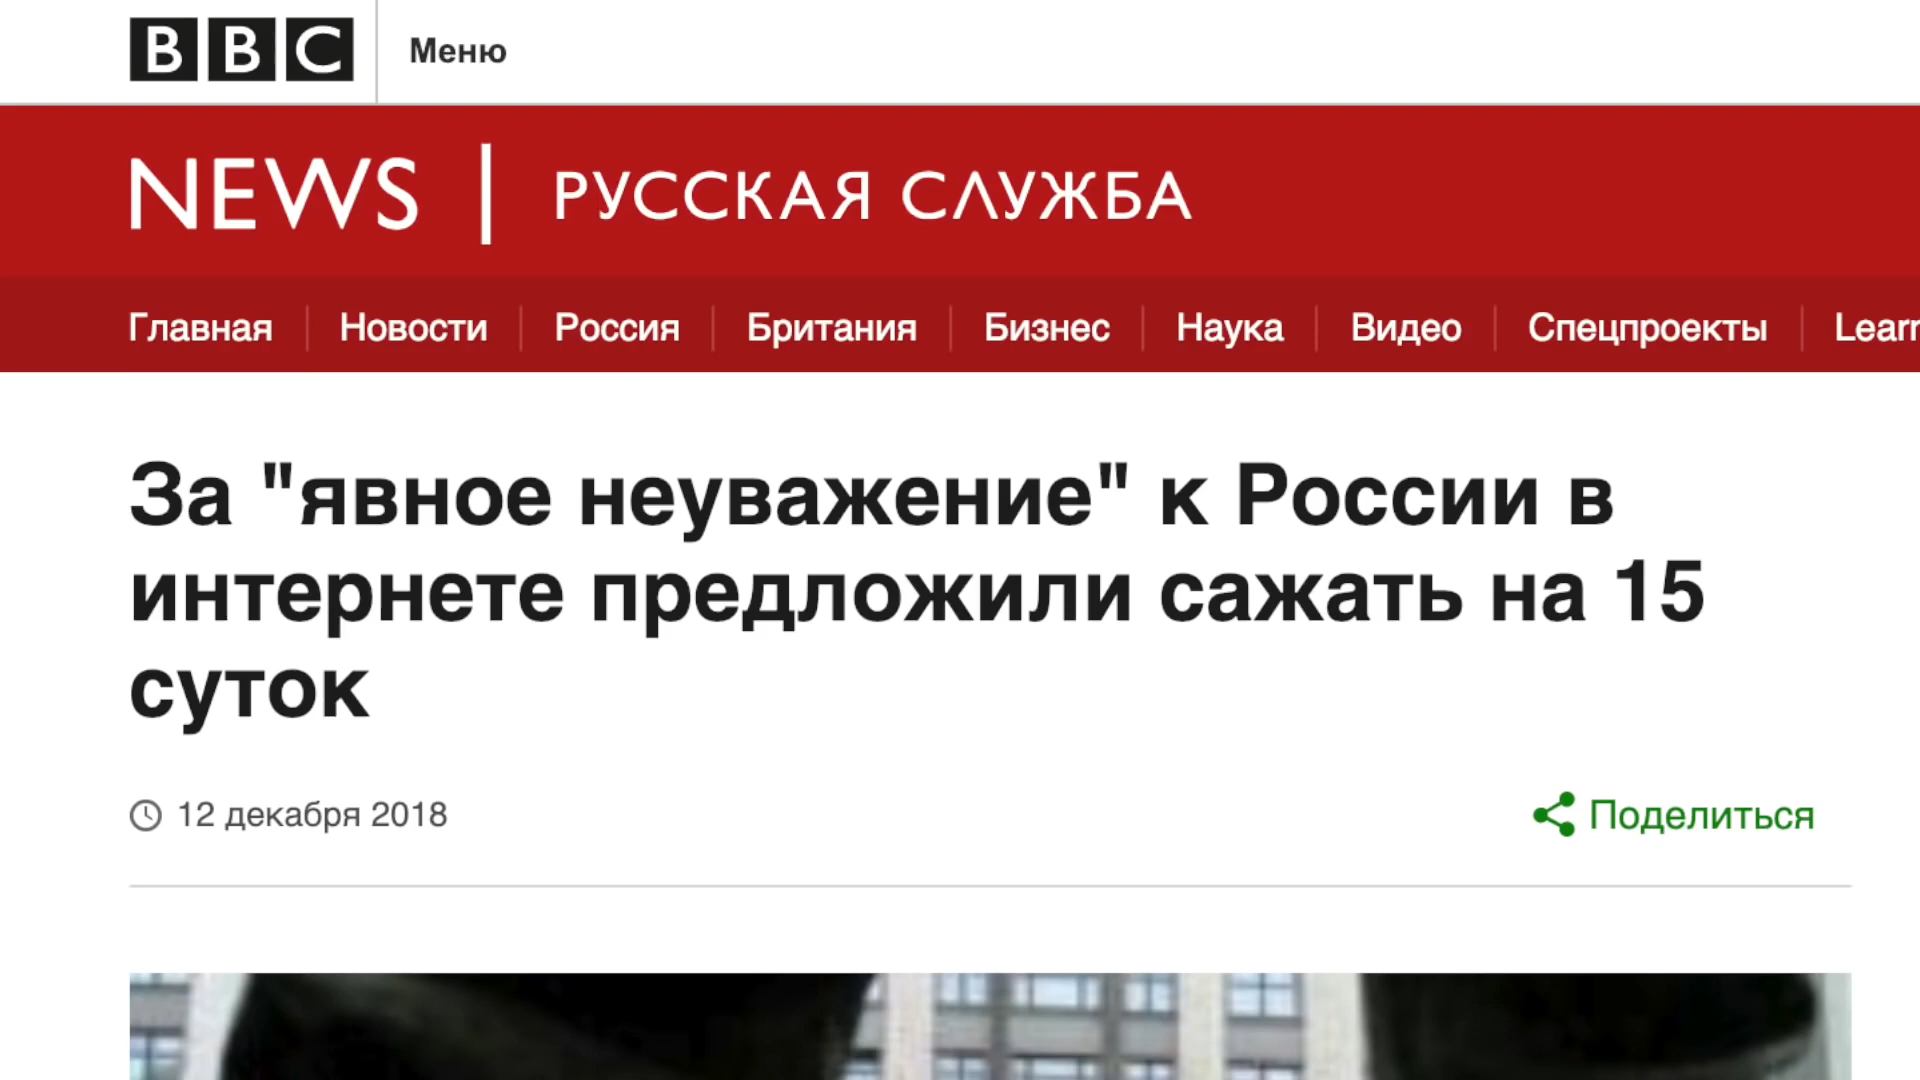 BBC Меню
NEWS | РУССКАЯ СЛУЖБА
Главная Новости Россия Британия Бизнес Наука Видео Спецпроекты Learn
За "явное неуважение" к России в
интернете предложили сажать на 15
суток
12 декабря 2018 Поделиться